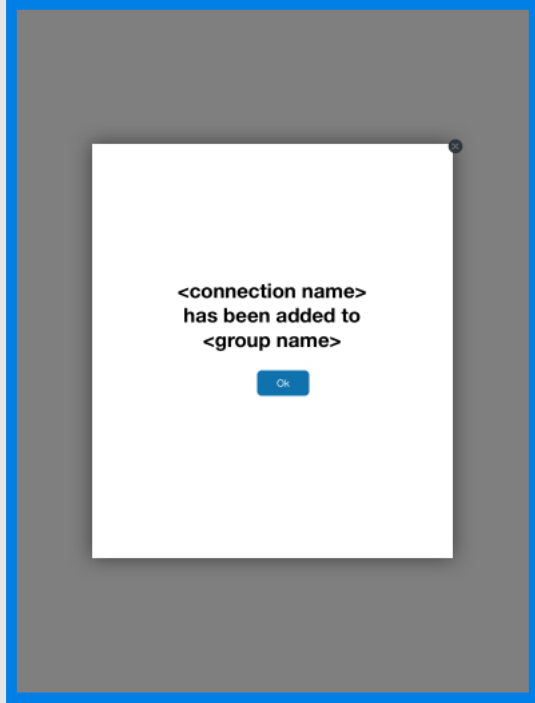 <connection name>
has been added to
<group name>
Ok